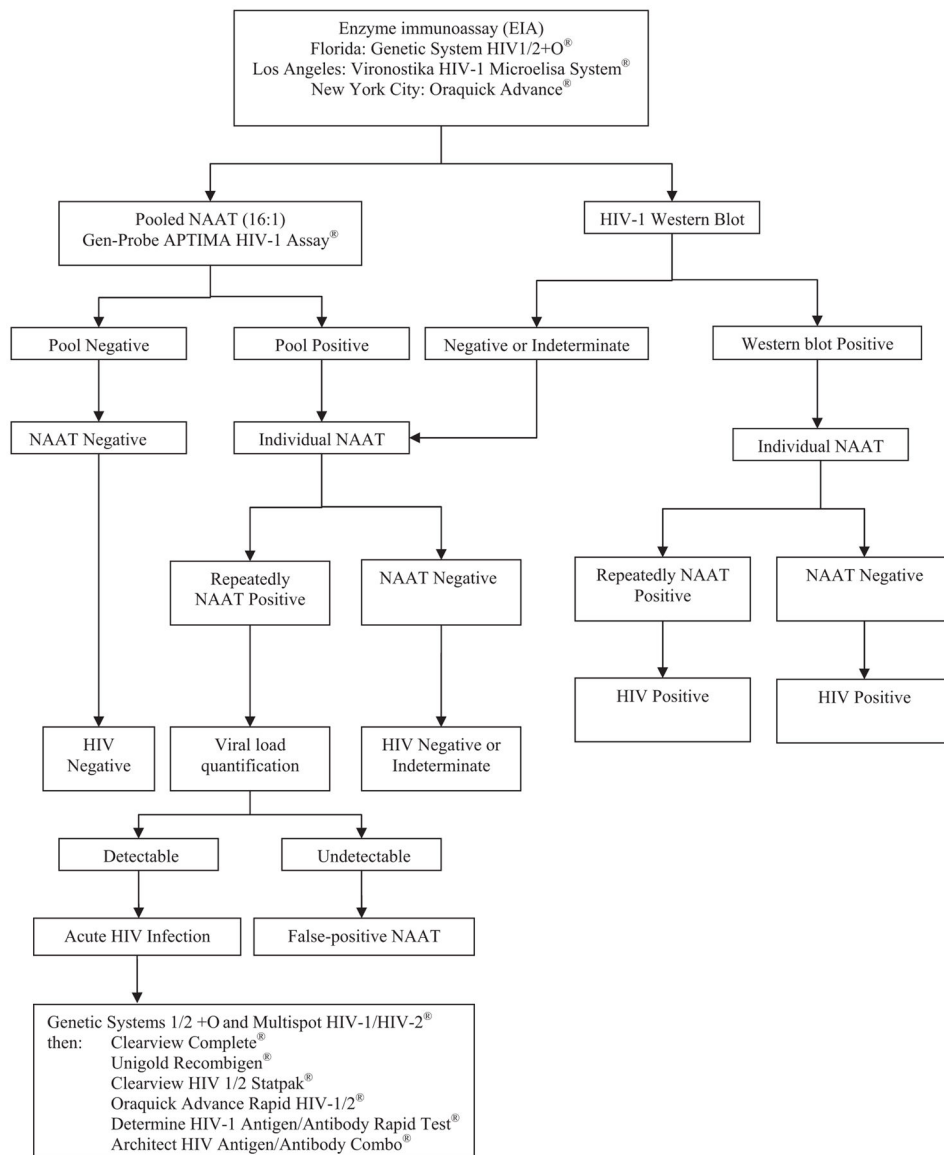 Enzyme immunoassay (EIA)
Florida: Genetic System HIV1/2+O®
Los Angeles: Vironostika HIV-1 Microelisa System®
New York City: Oraquick Advance®
Pooled NAAT (16:1)
Gen-Probe APTIMA HIV-1 Assay®
HIV-1 Western Blot
Pool Negative
Pool Positive
Negative or Indeterminate
Western blot Positive
NAAT Negative
Individual NAAT
Individual NAAT
Repeatedly
NAAT Positive
NAAT Negative
Repeatedly NAAT
Positive
NAAT Negative
HIV Positive
HIV Positive
HIV
Negative
Viral load
quantification
HIV Negative or
Indeterminate
Detectable
Undetectable
Acute HIV Infection
False-positive NAAT
Genetic Systems 1/2 +O and Multispot HIV-1/HIV-2®
then: Clearview Complete®
Unigold Recombigen®
Clearview HIV 1/2 Statpak®
Oraquick Advance Rapid HIV-1/2®
Determine HIV-1 Antigen/Antibody Rapid Test®
Architect HIV Antigen/Antibody Combo®